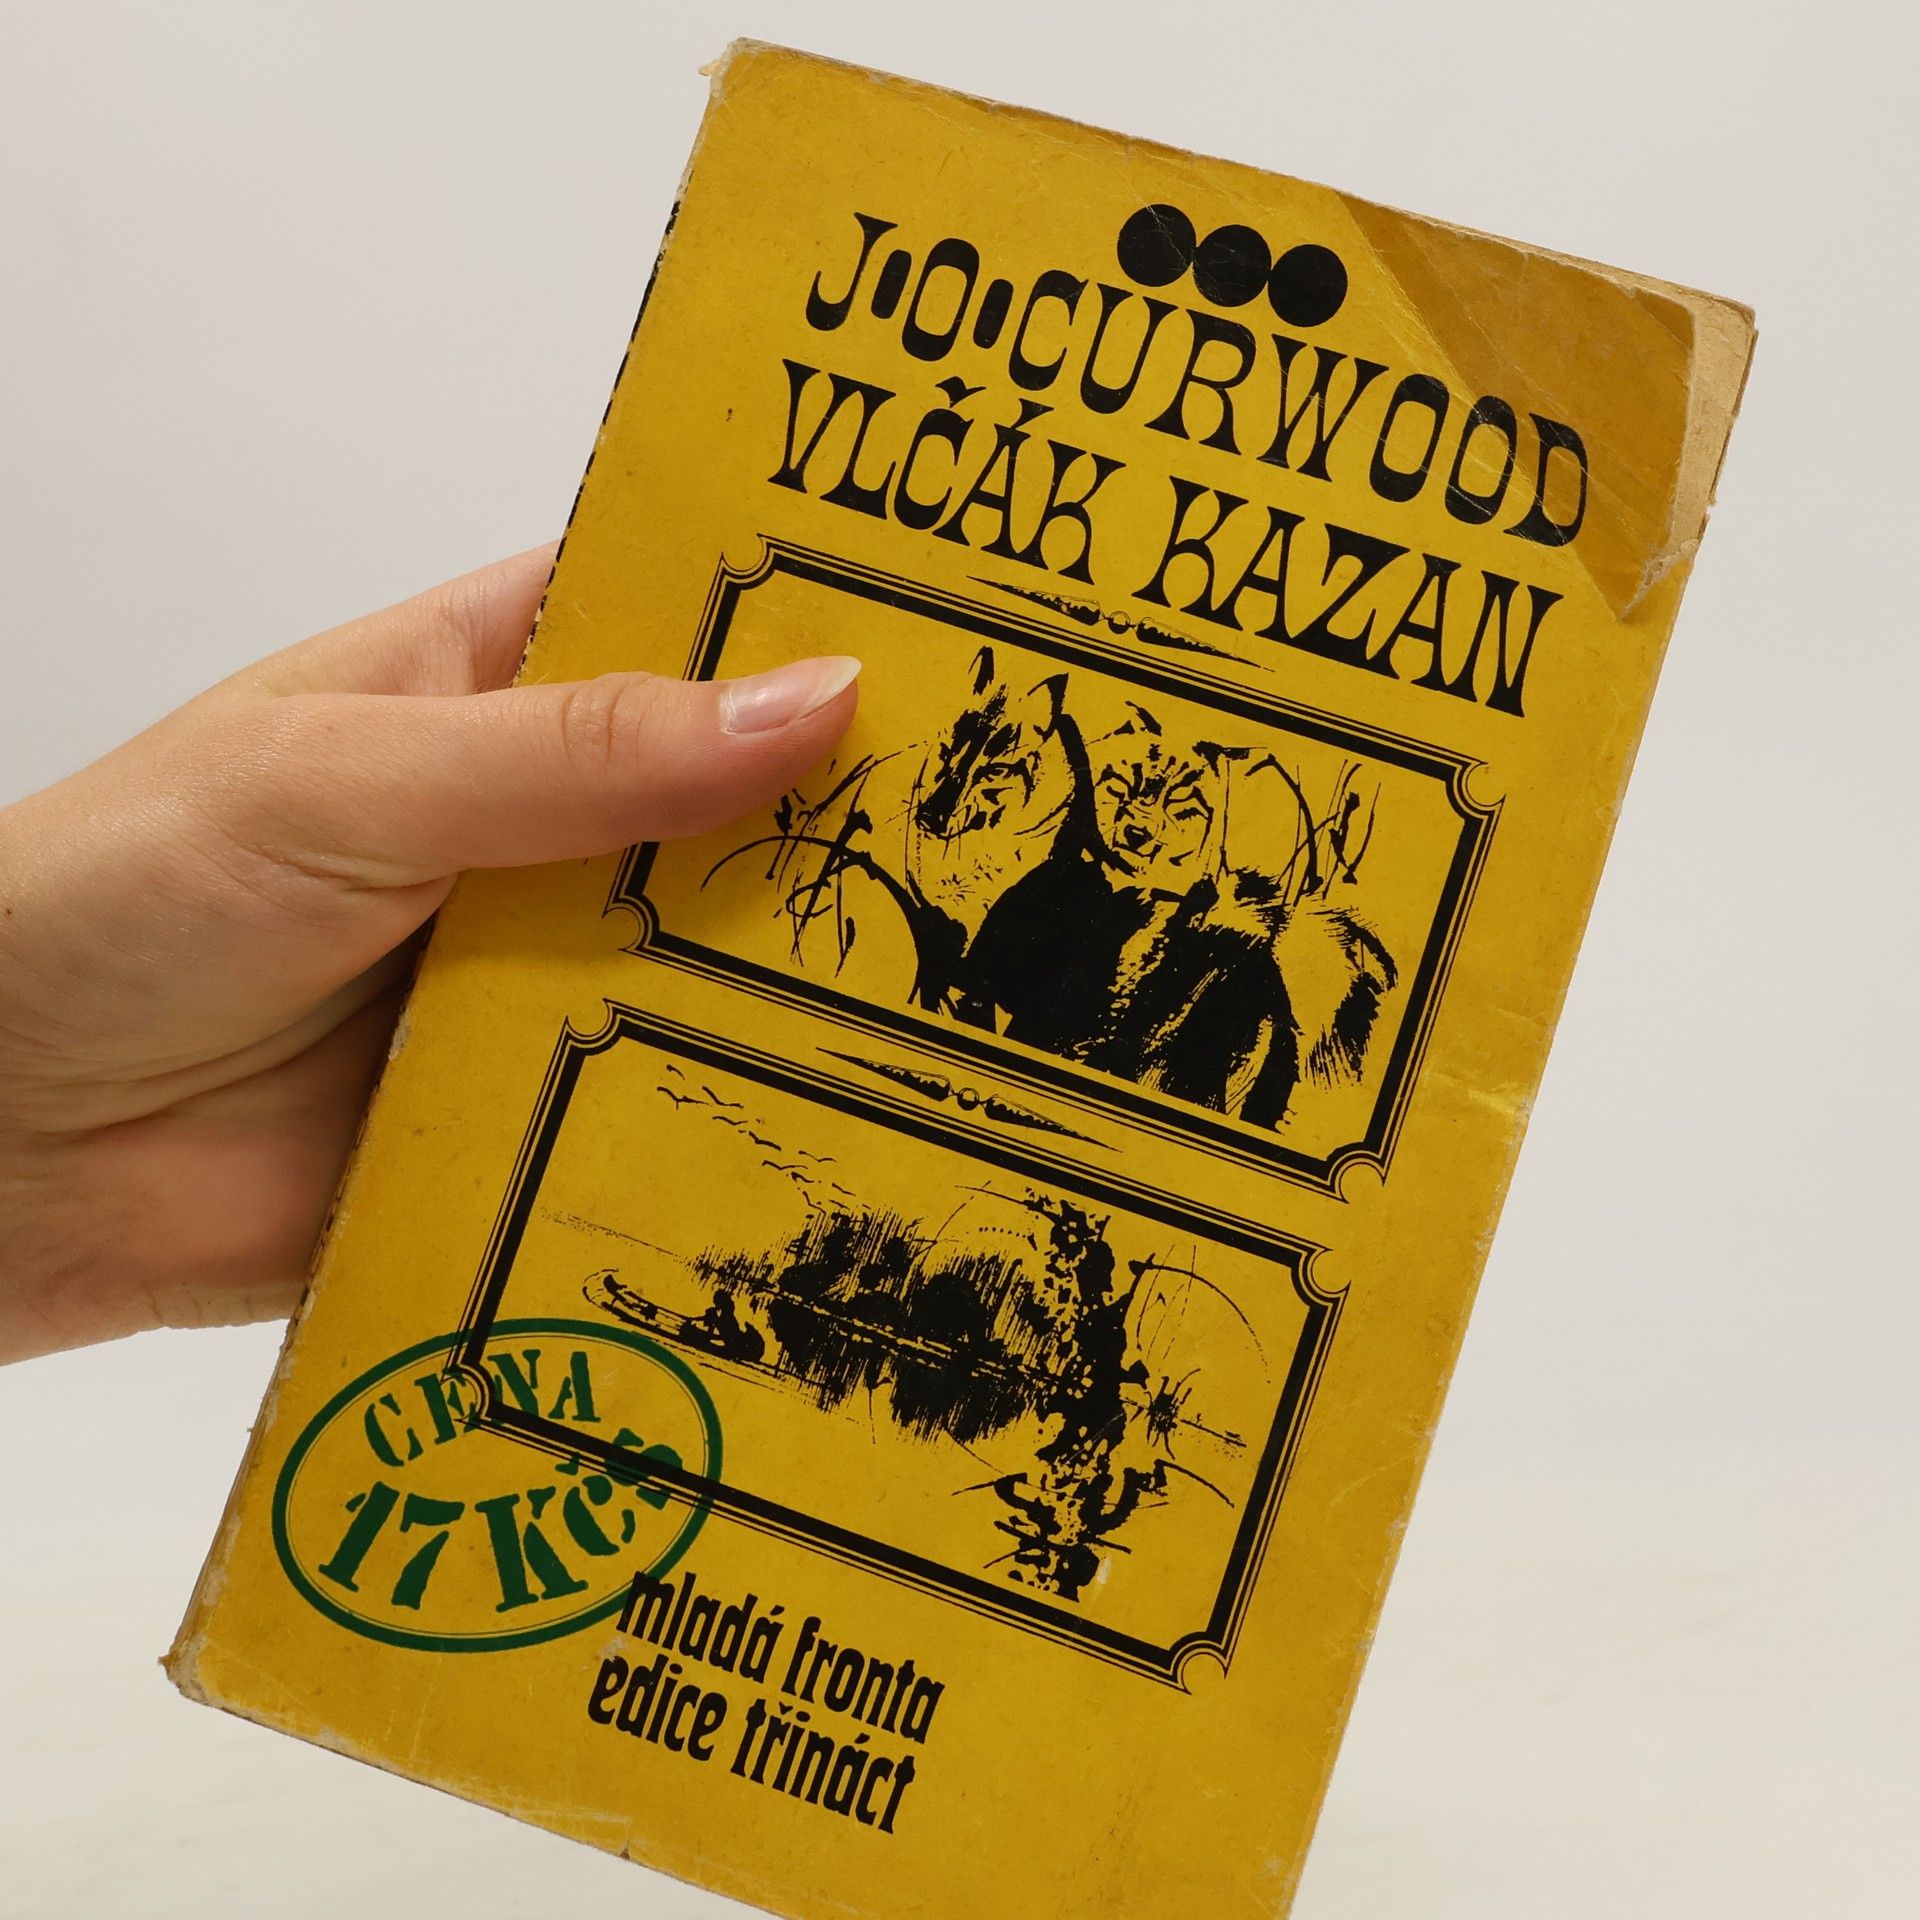 J·O·CURWOOD
VLČÁK KAZAN
CENA
17 KČS
mladá fronta
edice třináct